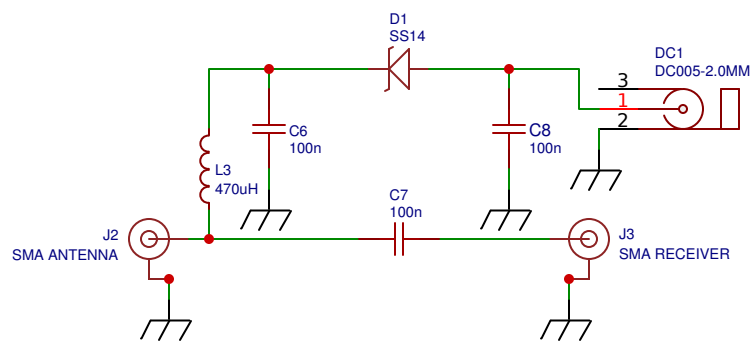 D1
SS14
DC1
DC005-2.0MM
3
1
2
C6
100n
C8
100n
L3
470uH
C7
100n
J2
SMA ANTENNA
J3
SMA RECEIVER